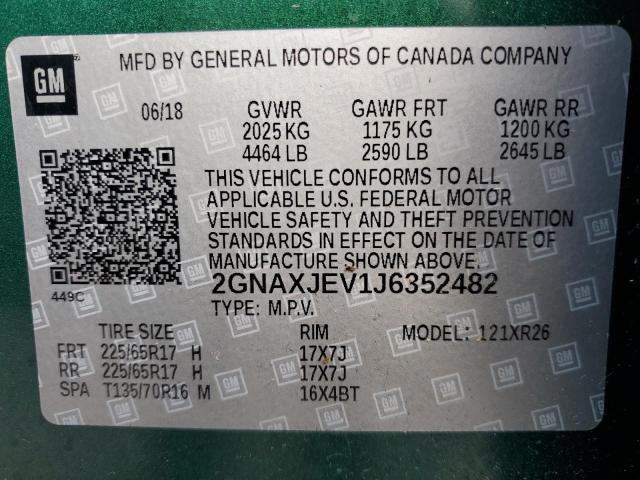 GM
MFD BY GENERAL MOTORS OF CANADA COMPANY
06/18 GVWR GAWR FRT GAWR RR
2025 KG 1175 KG 1200 KG
4464 LB 2590 LB 2645 LB
THIS VEHICLE CONFORMS TO ALL
APPLICABLE U.S. FEDERAL MOTOR
VEHICLE SAFETY AND THEFT PREVENTION
STANDARDS IN EFFECT ON THE DATE OF
MANUFACTURE SHOWN ABOVE.
449C 2GNAXJEV1J6352482
TYPE: M.P.V.
TIRE SIZE RIM MODEL: 121XR26
FRT 225/65R17 H 17X7J
RR 225/65R17 H 17X7J
SPA T135/70R16 M 16X4BT